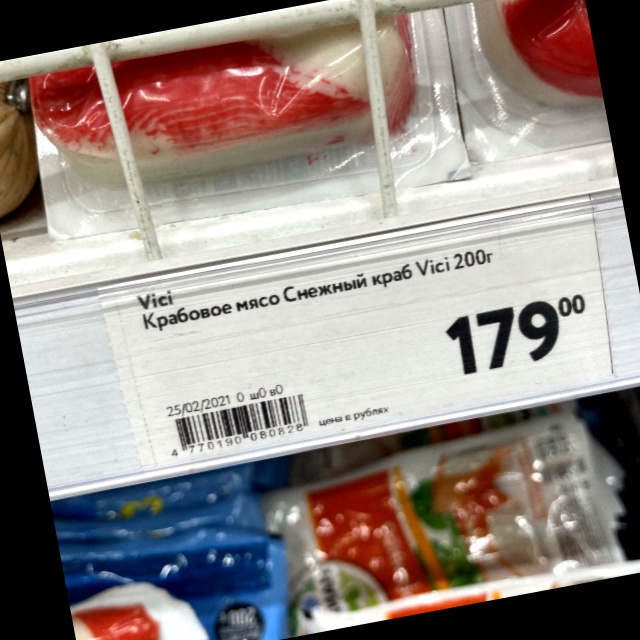 Vici
Крабовое мясо Снежный краб Vici 200г
179⁰⁰
25/02/2021 0 ш0 в0
цена в рублях
4 770190 080828